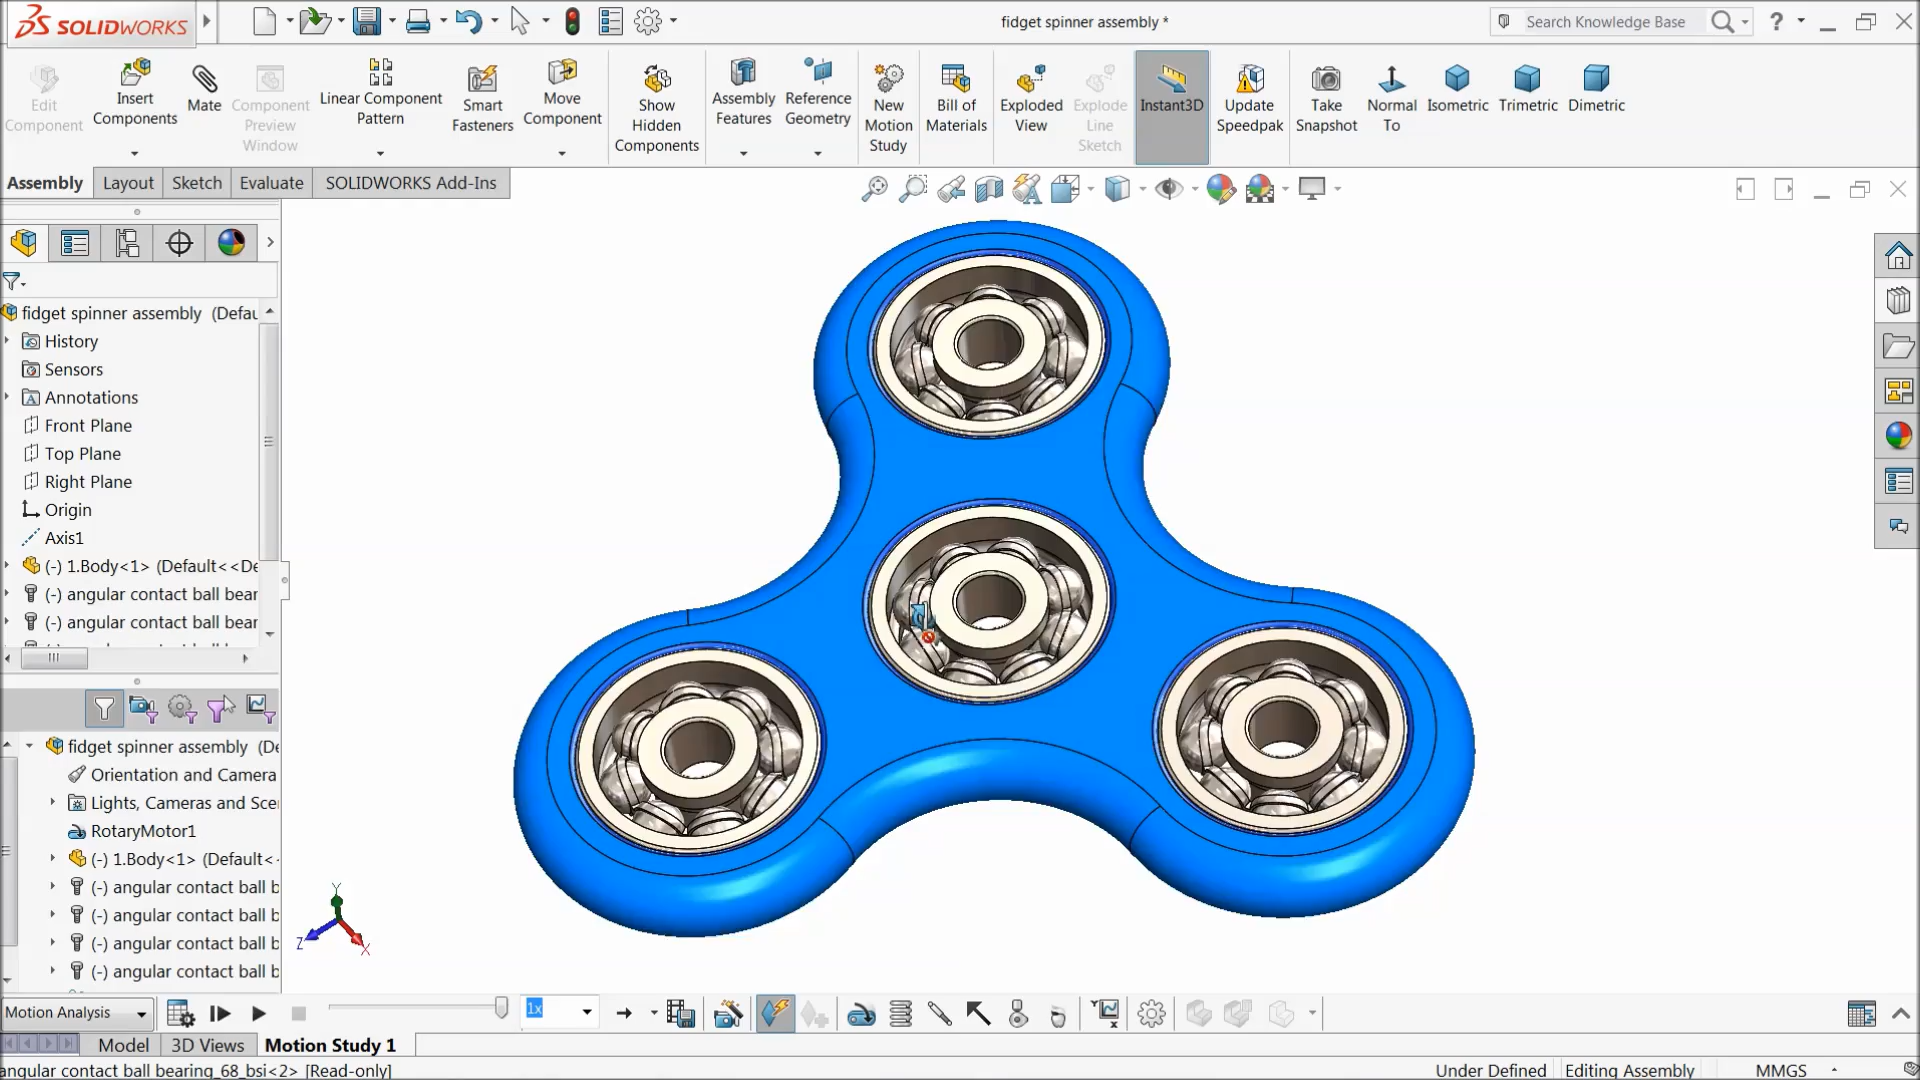 SOLIDWORKS
fidget spinner assembly *
Search Knowledge Base
?
Edit
Component
Insert
Components
Mate
Component
Preview
Window
Linear Component
Pattern
Smart
Fasteners
Move
Component
Show
Hidden
Components
Assembly
Features
Reference
Geometry
New
Motion
Study
Bill of
Materials
Exploded
View
Explode
Line
Sketch
Instant3D
Update
Speedpak
Take
Snapshot
Normal
To
Isometric
Trimetric
Dimetric
Assembly
Layout
Sketch
Evaluate
SOLIDWORKS Add-Ins
fidget spinner assembly (Defau
History
Sensors
Annotations
Front Plane
Top Plane
Right Plane
Origin
Axis1
(-) 1.Body<1> (Default<<De
(-) angular contact ball bear
(-) angular contact ball bear
fidget spinner assembly (De
Orientation and Camera
Lights, Cameras and Sce
RotaryMotor1
(-) 1.Body<1> (Default<
(-) angular contact ball b
(-) angular contact ball b
(-) angular contact ball b
(-) angular contact ball b
Y
Z
X
Motion Analysis
1x
Model
3D Views
Motion Study 1
angular contact ball bearing_68_bsi<2> [Read-only]
Under Defined
Editing Assembly
MMGS